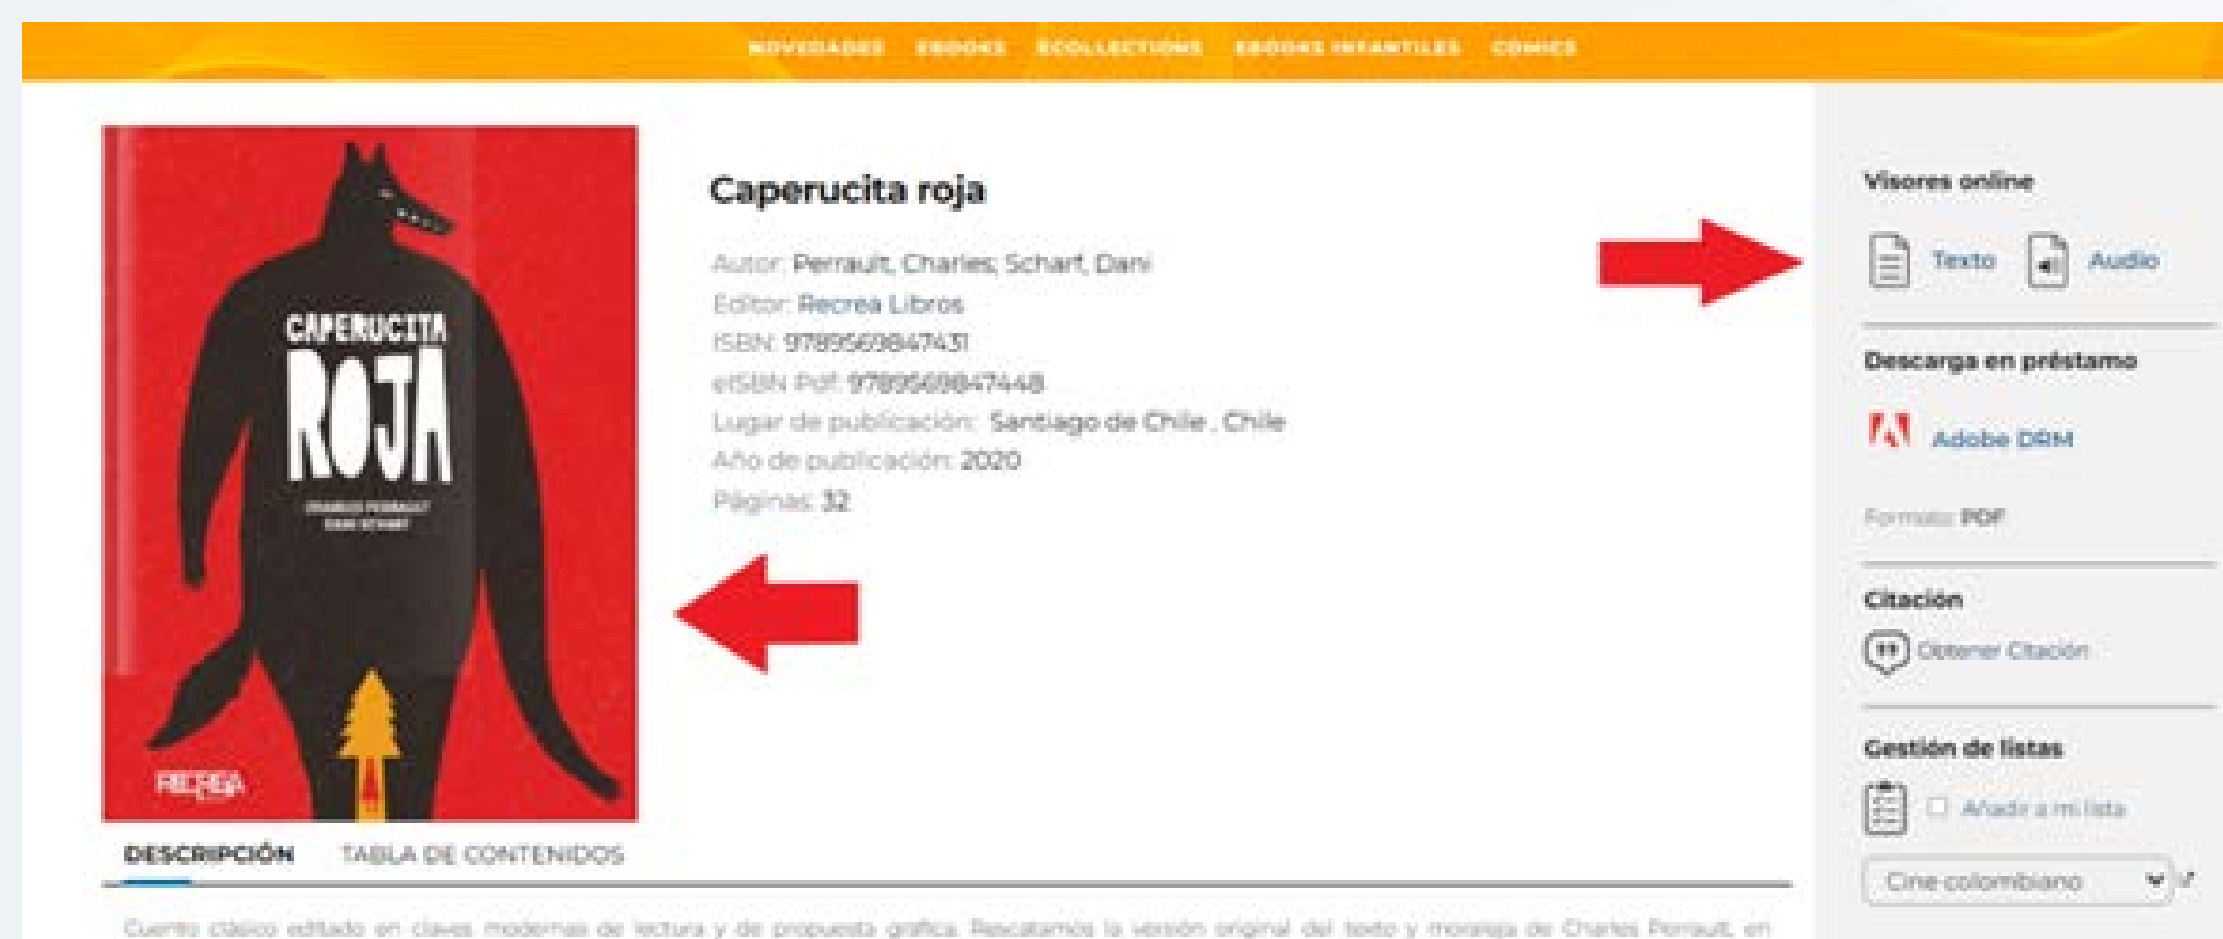 NOVEDADES EBOOKS ECOLLECTIONS EBOOKS INFANTILES COMICS
CAPERUCITA
ROJA
CHARLES PERRAULT
RECREA
Caperucita roja
Autor: Perrault, Charles; Scharf, Dani
Editor: Recrea Libros
ISBN: 9789569847431
eISBN Pdf: 9789569847448
Lugar de publicación: Santiago de Chile , Chile
Año de publicación: 2020
Páginas: 32
DESCRIPCIÓN TABLA DE CONTENIDOS
Cuento clásico editado en claves modernas de lectura y de propuesta gráfica. Rescatamos la versión original del texto y moraleja de Charles Perrault, en
Visores online
Texto Audio
Descarga en préstamo
Adobe DRM
Formato: PDF
Citación
Obtener Citación
Gestión de listas
Añadir a mi lista
Cine colombiano